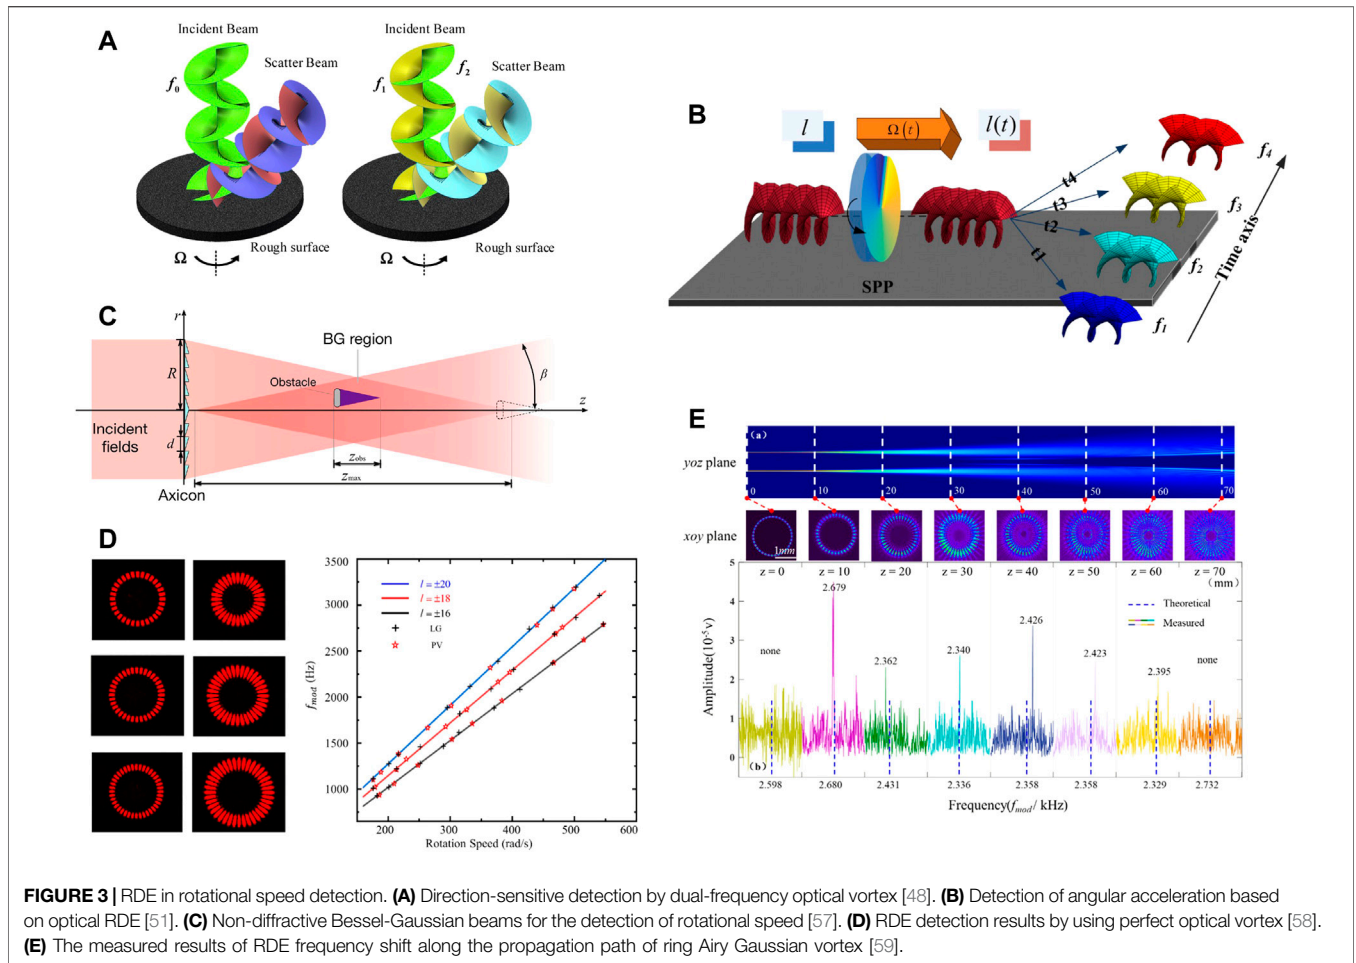 A
Incident Beam
Incident Beam
Scatter Beam
Scatter Beam
f0
f1
f2
Rough surface
Rough surface
Ω
Ω
B
l
Ω(t)
l(t)
t4
t3
t2
t1
f4
f3
f2
f1
Time axis
SPP
C
r
BG region
R
Obstacle
β
z
Incident
fields
d
zobs
zmax
Axicon
D
3500
3000
2500
2000
1500
1000
fmod (Hz)
l = ±20
l = ±18
l = ±16
LG
PV
200 300 400 500 600
Rotation Speed (rad/s)
E
(a)
yoz plane
0 10 20 30 40 50 60 70
xoy plane
1mm
z = 0 z = 10 z = 20 z = 30 z = 40 z = 50 z = 60 z = 70
(mm)
5
4
3
2
1
0
Amplitude(10-5v)
none
2.679
2.362
2.340
2.426
2.423
2.395
none
Theoretical
Measured
(b)
2.598 2.680 2.431 2.336 2.358 2.358 2.329 2.732
Frequency(fmod/ kHz)
FIGURE 3 | RDE in rotational speed detection. (A) Direction-sensitive detection by dual-frequency optical vortex [48]. (B) Detection of angular acceleration based
on optical RDE [51]. (C) Non-diffractive Bessel-Gaussian beams for the detection of rotational speed [57]. (D) RDE detection results by using perfect optical vortex [58].
(E) The measured results of RDE frequency shift along the propagation path of ring Airy Gaussian vortex [59].